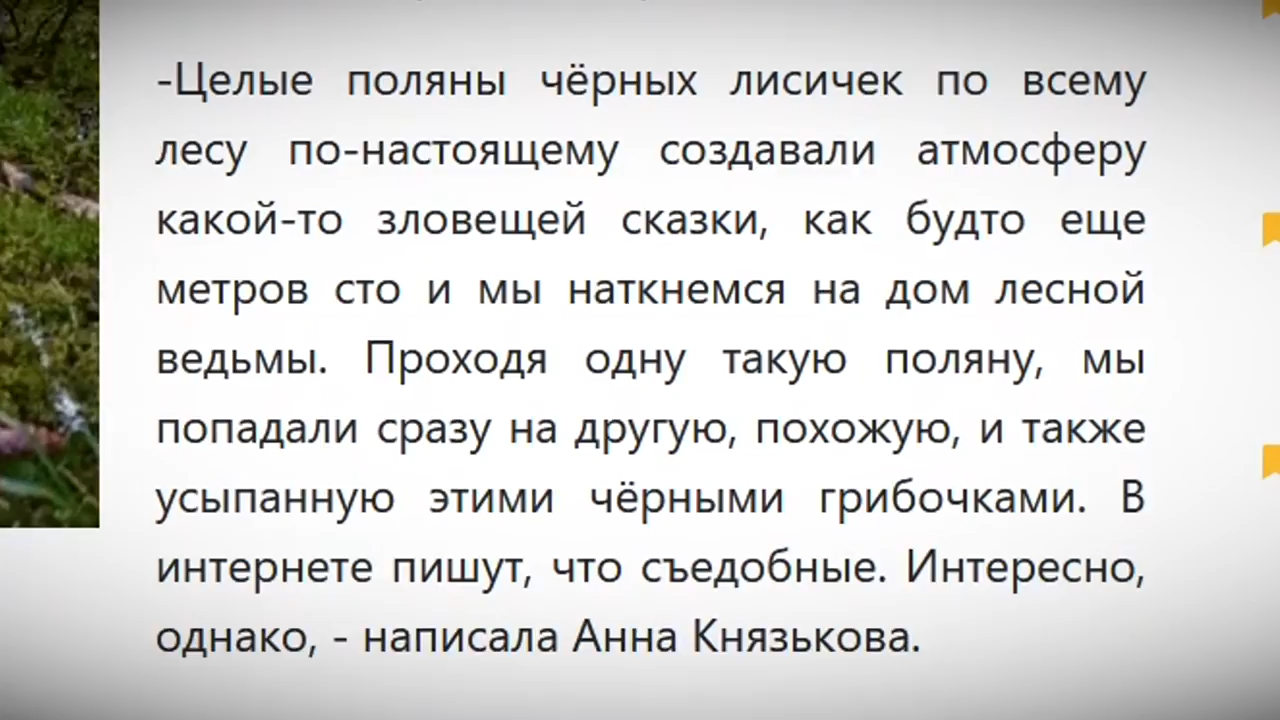 -Целые поляны чёрных лисичек по всему
лесу по-настоящему создавали атмосферу
какой-то зловещей сказки, как будто еще
метров сто и мы наткнемся на дом лесной
ведьмы. Проходя одну такую поляну, мы
попадали сразу на другую, похожую, и также
усыпанную этими чёрными грибочками. В
интернете пишут, что съедобные. Интересно,
однако, - написала Анна Князькова.